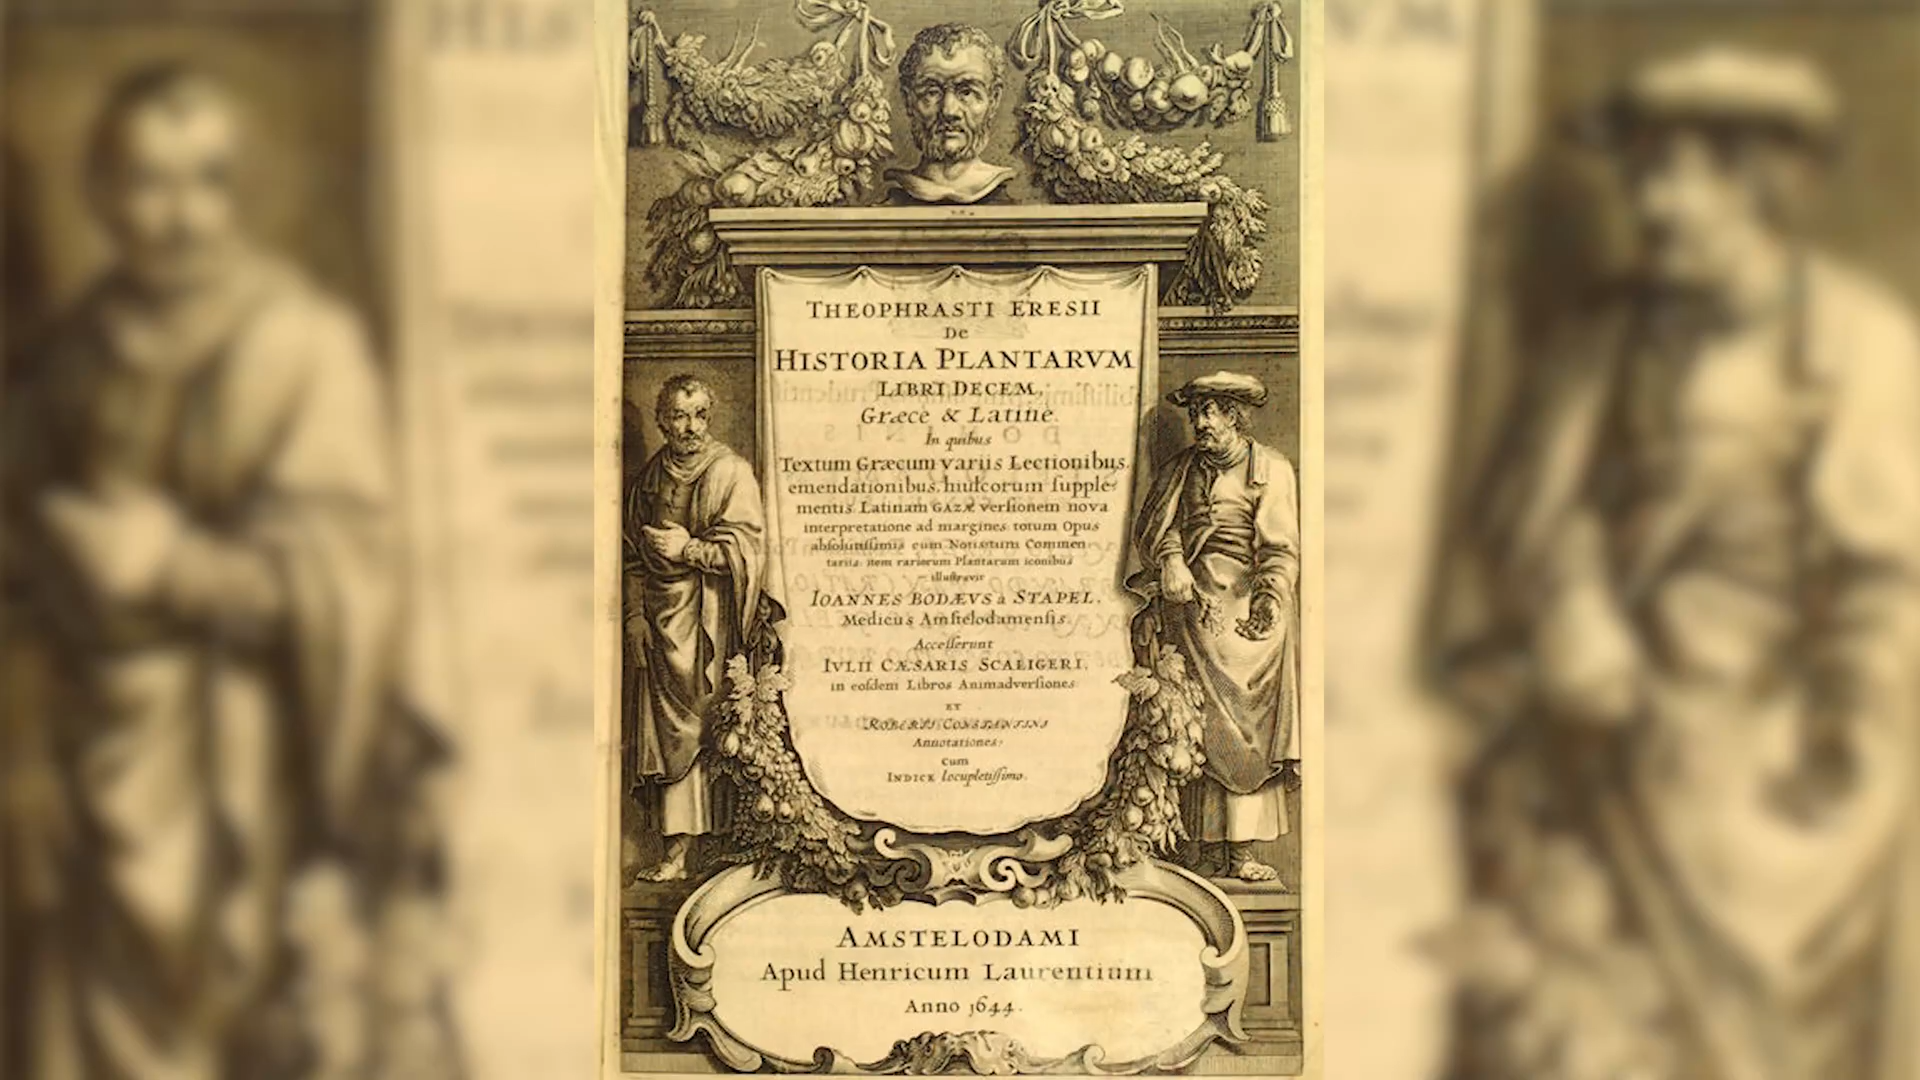 THEOPHRASTI ERESII
De
HISTORIA PLANTARVM
LIBRI DECEM,
Græce & Latine.
In quibus
Textum Græcum variis Lectionibus,
emendationibus, hiulcorum ſupple-
mentis: Latinam GAZÆ verſionem nova
interpretatione ad margines: totum Opus
abſolutiſſimis cum Notis: tum Commen
tariis: item rariorum Plantarum iconibus
illuſtravit
IOANNES BODÆVS à STAPEL,
Medicus Amſtelodamenſis.
Acceſſerunt
IVLII CÆSARIS SCALIGERI,
in eoſdem Libros Animadverſiones:
ET
ROBERTI CONSTANTINI
Annotationes,
cum
INDICE locupletiſſimo.
AMSTELODAMI
Apud Henricum Laurentium
Anno 1644.